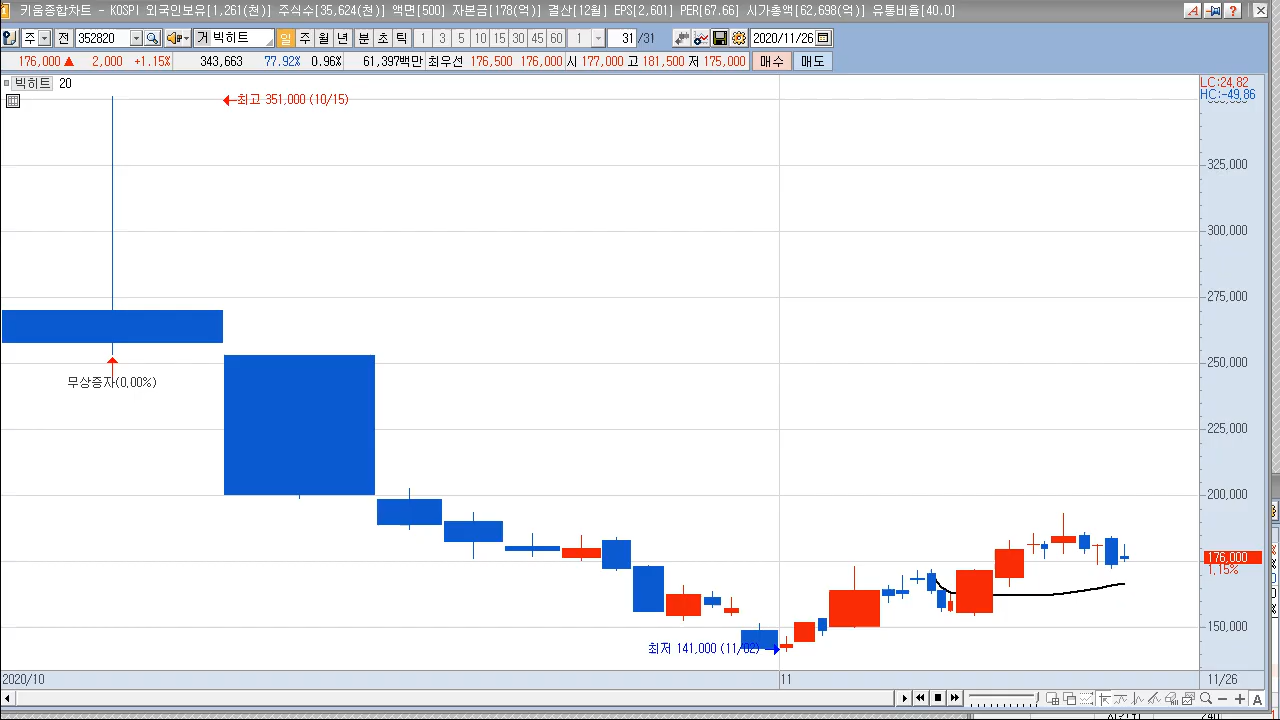 키움종합차트 - KOSPI 외국인보유[1,261(천)] 주식수[35,624(천)] 액면[500] 자본금[178(억)] 결산[12월] EPS[2,601] PER[67,66] 시가총액[62,698(억)] 유통비율[40,0]
주 전 352820 거 빅히트 일 주 월 년 분 초 틱 1 3 5 10 15 30 45 60 1 31 /31 2020/11/26
176,000 ▲ 2,000 +1,15% 343,663 77,92% 0,96% 61,397백만 최우선 176,500 176,000 시 177,000 고 181,500 저 175,000 매수 매도
빅히트 20
LC:24,82
HC:-49,86
최고 351,000 (10/15)
325,000
300,000
275,000
250,000
무상증자(0,00%)
225,000
200,000
176,000
1,15%
150,000
최저 141,000 (11/02)
2020/10 11 11/26
A